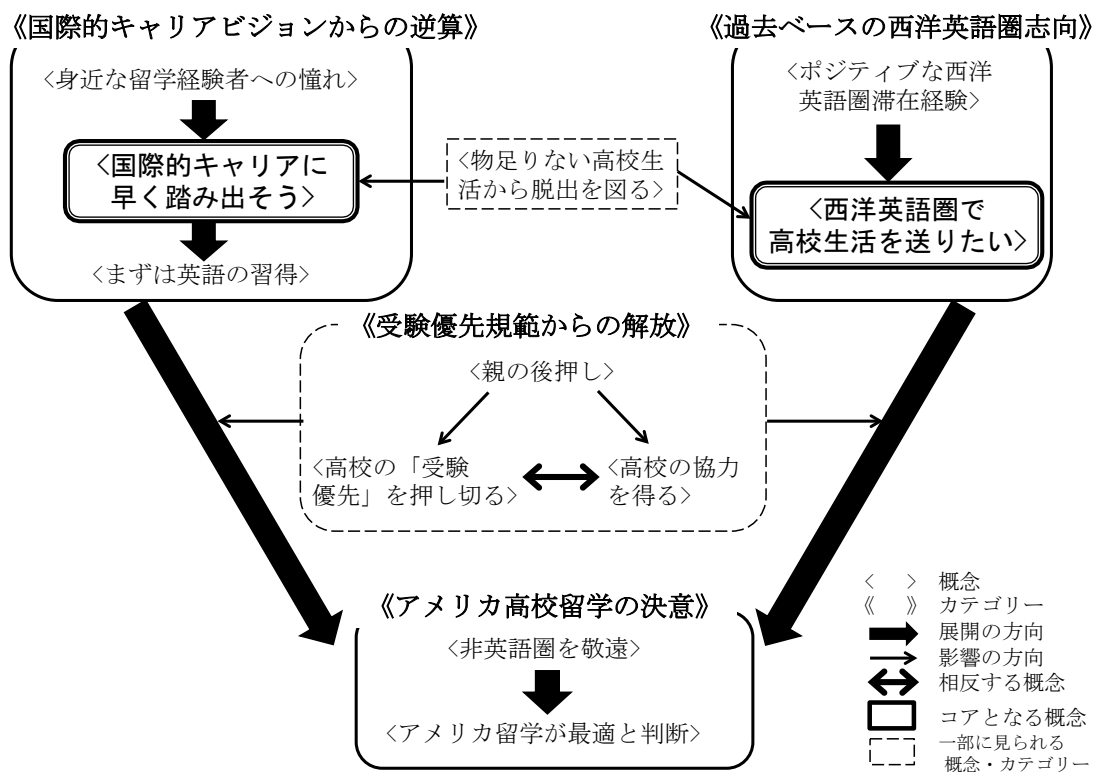 《国際的キャリアビジョンからの逆算》
<身近な留学経験者への憧れ>
<国際的キャリアに
早く踏み出そう>
<まずは英語の習得>
<物足りない高校生
活から脱出を図る>
《過去ベースの西洋英語圏志向》
<ポジティブな西洋
英語圏滞在経験>
<西洋英語圏で
高校生活を送りたい>
《受験優先規範からの解放》
<親の後押し>
<高校の「受験
優先」を押し切る>
<高校の協力
を得る>
《アメリカ高校留学の決意》
<非英語圏を敬遠>
<アメリカ留学が最適と判断>
< > 概念
《 》 カテゴリー
展開の方向
影響の方向
相反する概念
コアとなる概念
一部に見られる
概念・カテゴリー